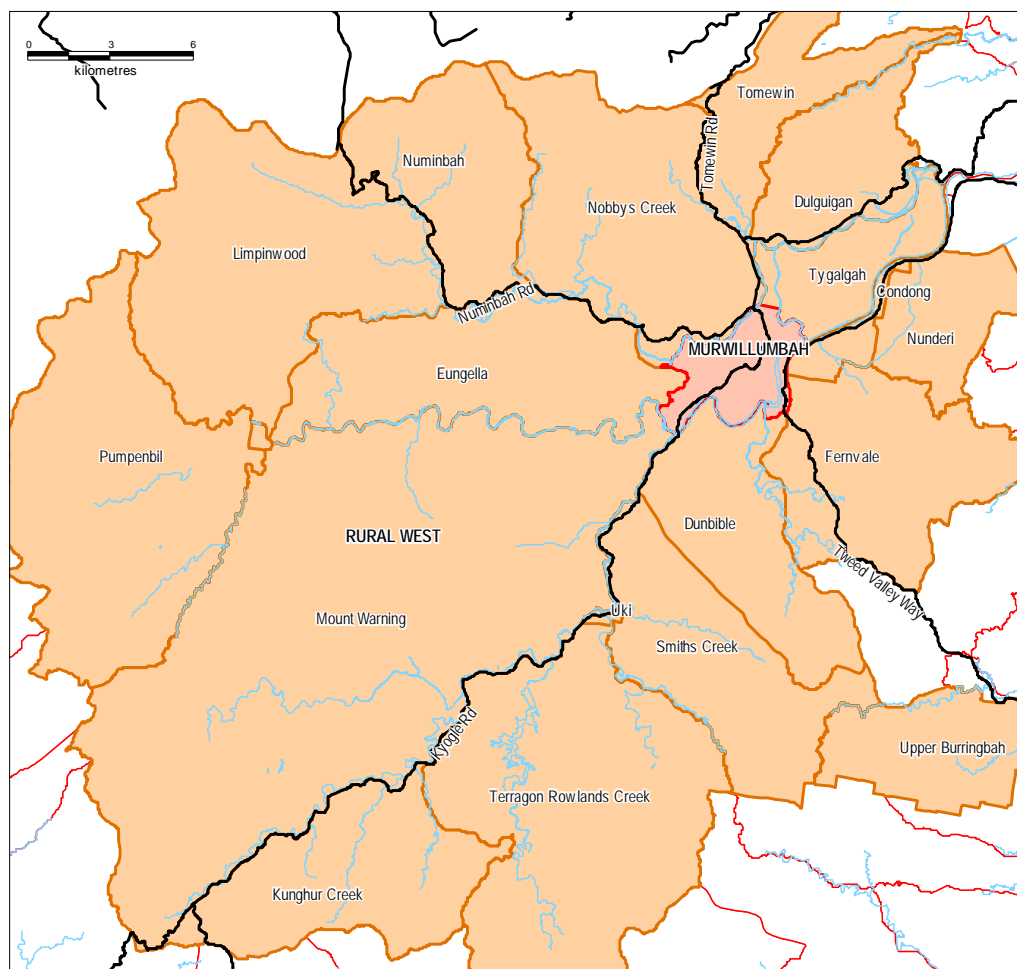 0 3 6
kilometres
Tomewin
Tomewin Rd
Numinbah
Nobbys Creek
Dulguigan
Limpinwood
Tygalgah
Condong
Numinbah Rd
Nunderi
MURWILLUMBAH
Eungella
Pumpenbil
Fernvale
Dunbible
RURAL WEST
Tweed Valley Way
Uki
Mount Warning
Smiths Creek
Kyogle Rd
Upper Burringbah
Terragon Rowlands Creek
Kunghur Creek